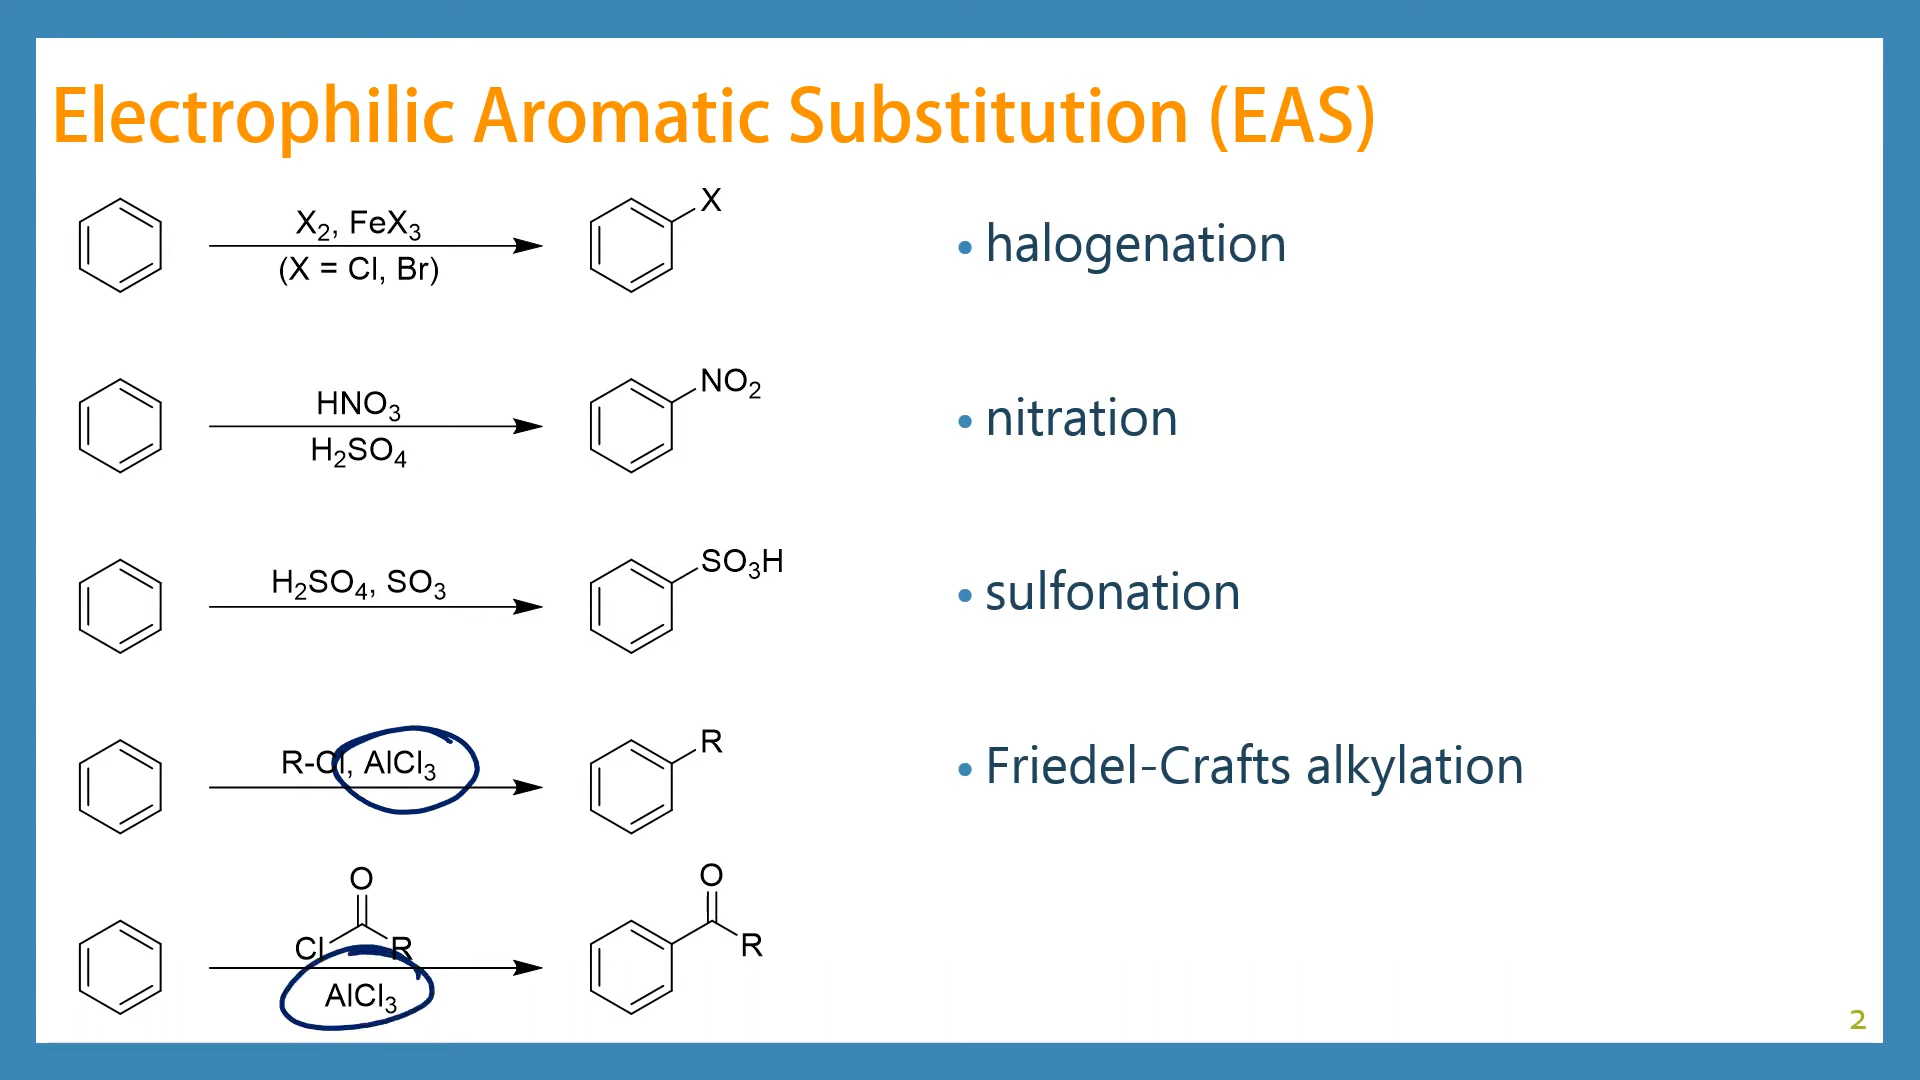 Electrophilic Aromatic Substitution (EAS)
X₂, FeX₃
(X = Cl, Br)
X
• halogenation
HNO₃
H₂SO₄
NO₂
• nitration
H₂SO₄, SO₃
SO₃H
• sulfonation
R-Cl, AlCl₃
R
• Friedel-Crafts alkylation
O
Cl R
AlCl₃
O
R
2